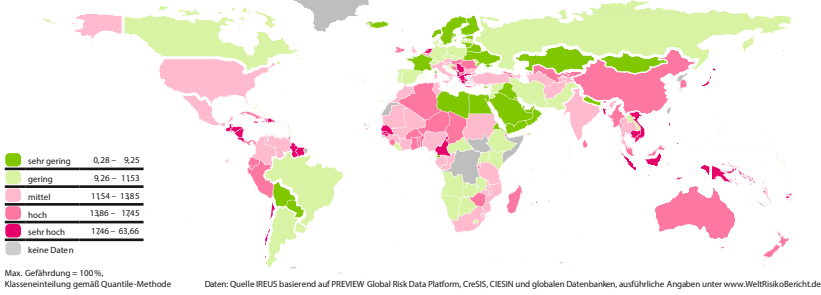 sehr gering 0,28 – 9,25
gering 9,26 – 11,53
mittel 11,54 – 13,85
hoch 13,86 – 17,45
sehr hoch 17,46 – 63,66
keine Daten
Max. Gefährdung = 100 %,
Klasseneinteilung gemäß Quantile-Methode
Daten: Quelle IREUS basierend auf PREVIEW Global Risk Data Platform, CreSIS, CIESIN und globalen Datenbanken, ausführliche Angaben unter www.WeltRisikoBericht.de